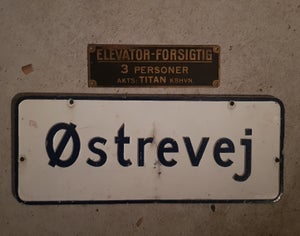 ELEVATOR-FORSIGTIG
3 PERSONER
AKTS. TITAN KBHVN.
Østrevej